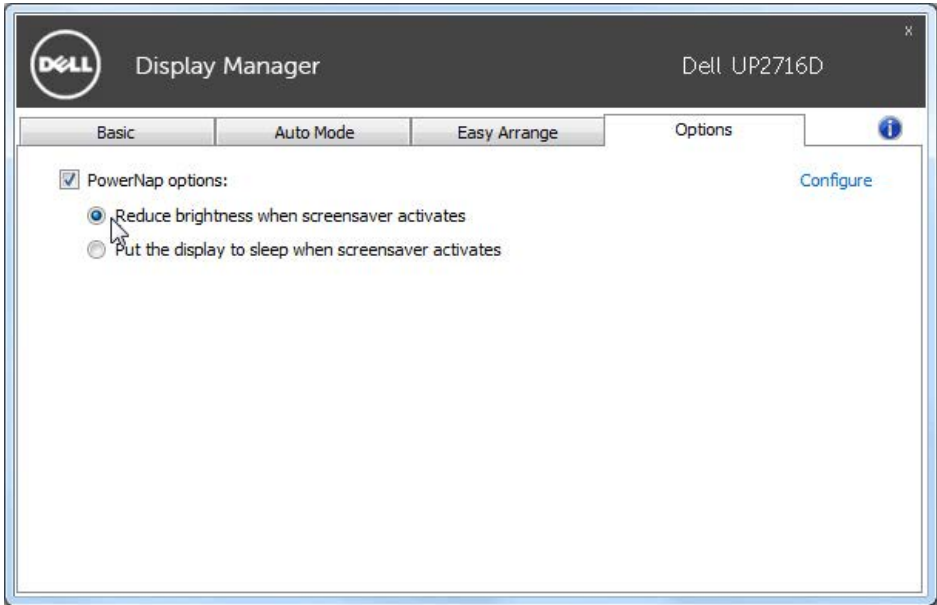 x
DELL Display Manager Dell UP2716D
Basic Auto Mode Easy Arrange Options i
PowerNap options: Configure
Reduce brightness when screensaver activates
Put the display to sleep when screensaver activates